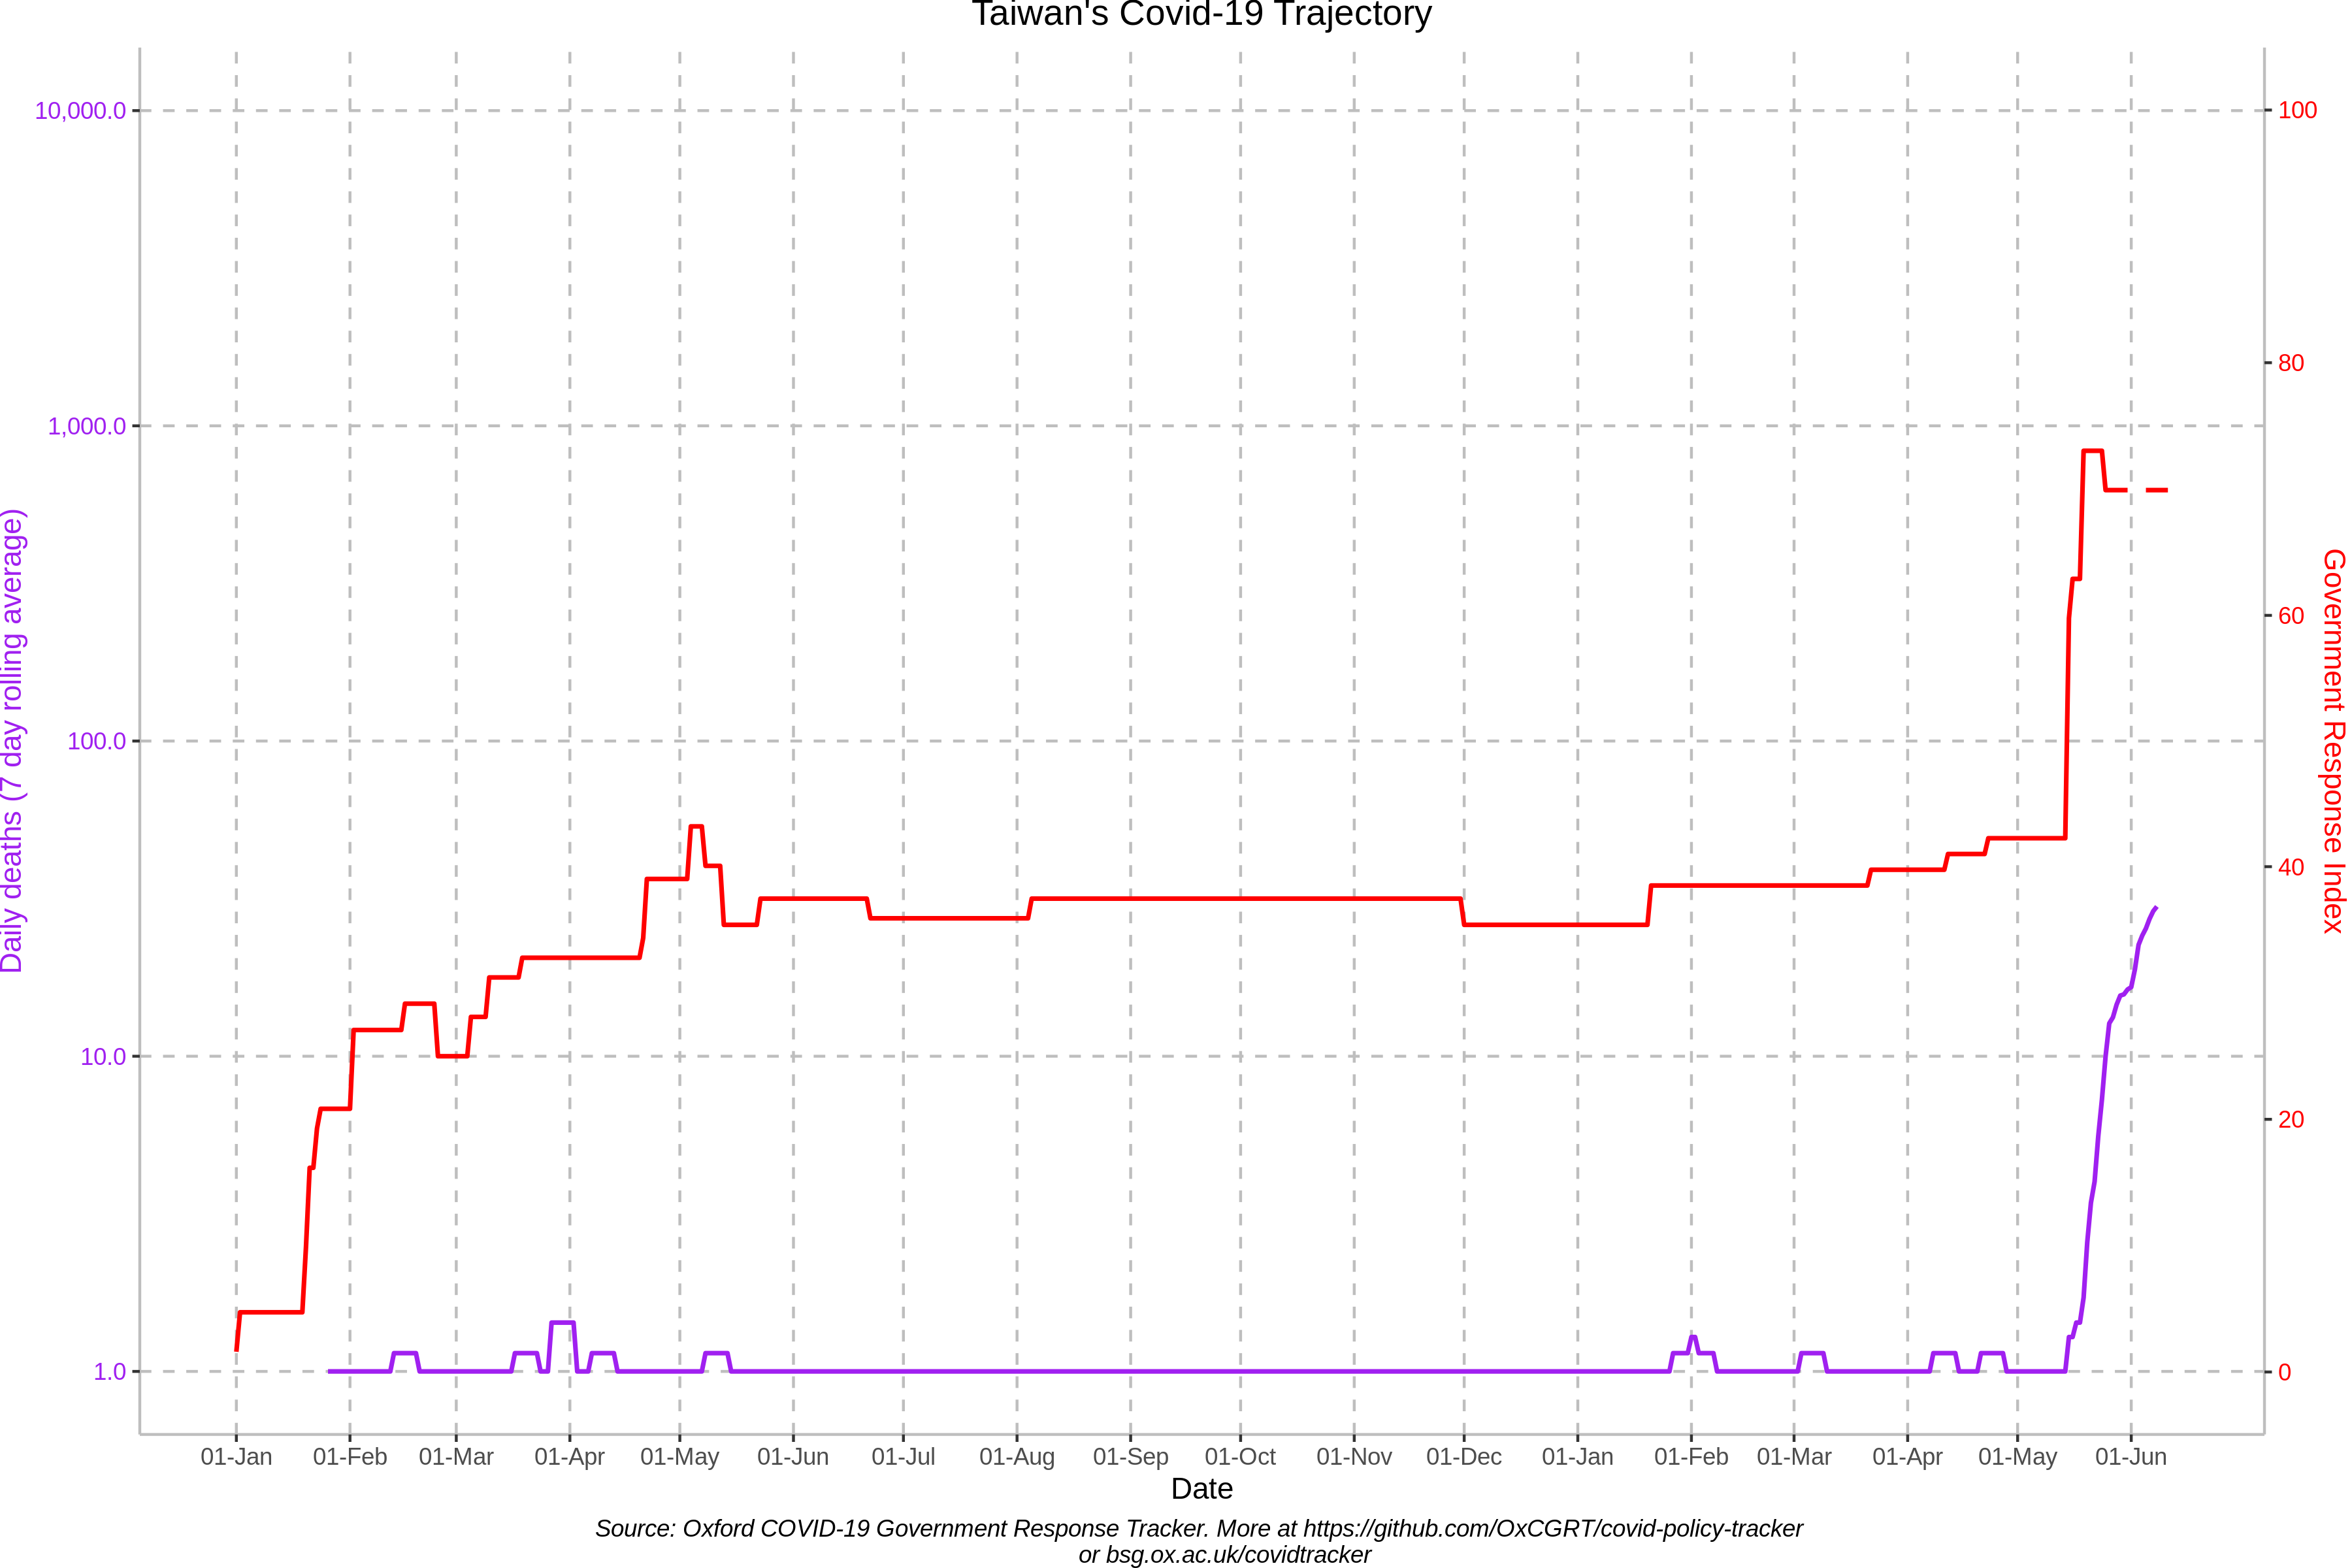 Taiwan's Covid-19 Trajectory
10,000.0
1,000.0
100.0
10.0
1.0
Daily deaths (7 day rolling average)
100
80
60
40
20
0
Government Response Index
01-Jan 01-Feb 01-Mar 01-Apr 01-May 01-Jun 01-Jul 01-Aug 01-Sep 01-Oct 01-Nov 01-Dec 01-Jan 01-Feb 01-Mar 01-Apr 01-May 01-Jun
Date
Source: Oxford COVID-19 Government Response Tracker. More at https://github.com/OxCGRT/covid-policy-tracker
or bsg.ox.ac.uk/covidtracker